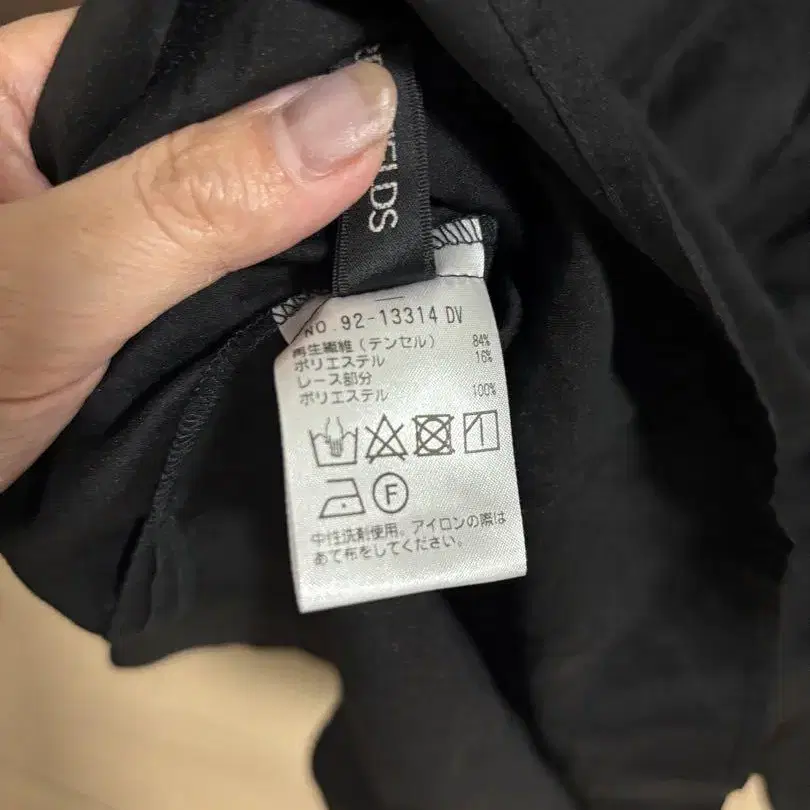 IELDS
NO.92-13314 DV
再生繊維(テンセル) 84%
ポリエステル 16%
レース部分
ポリエステル 100%
F
中性洗剤使用。アイロンの際は
あて布をしてください。